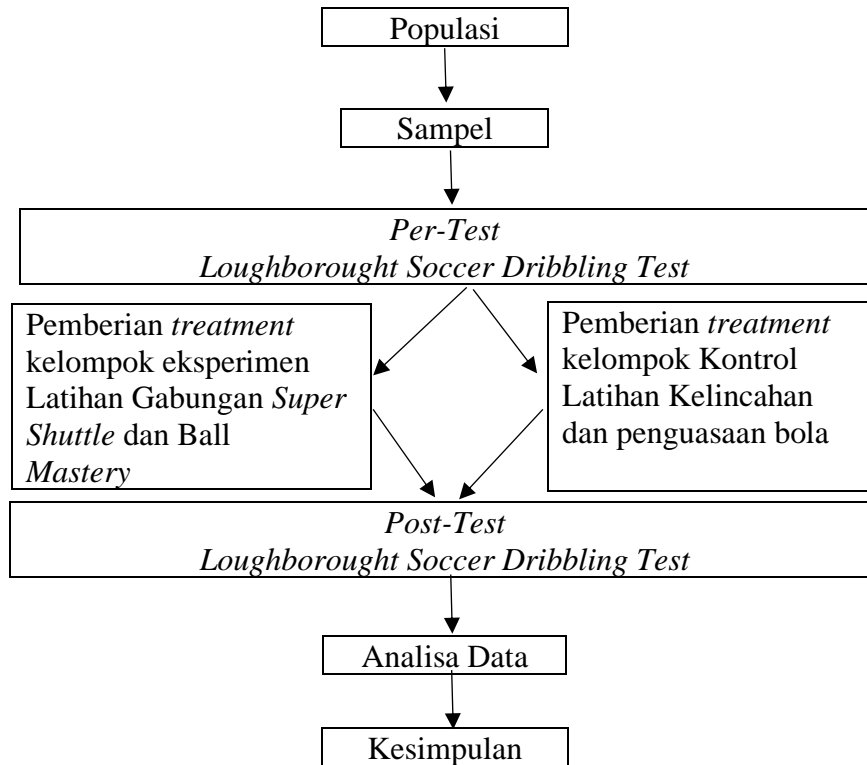 Populasi
Sampel
Per-Test
Loughborought Soccer Dribbling Test
Pemberian treatment
kelompok eksperimen
Latihan Gabungan Super
Shuttle dan Ball
Mastery
Pemberian treatment
kelompok Kontrol
Latihan Kelincahan
dan penguasaan bola
Post-Test
Loughborought Soccer Dribbling Test
Analisa Data
Kesimpulan